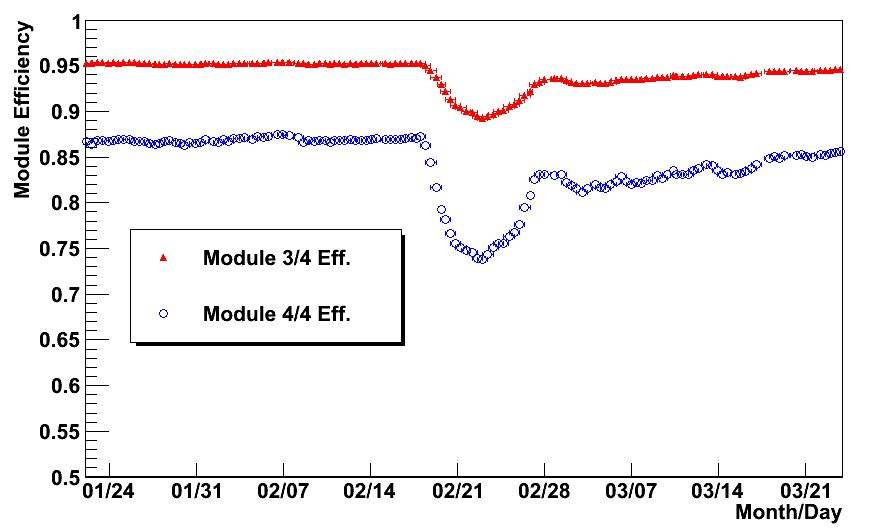 Module Efficiency
1
0.95
0.9
0.85
0.8
0.75
0.7
0.65
0.6
0.55
0.5
Module 3/4 Eff.
Module 4/4 Eff.
01/24 01/31 02/07 02/14 02/21 02/28 03/07 03/14 03/21
Month/Day